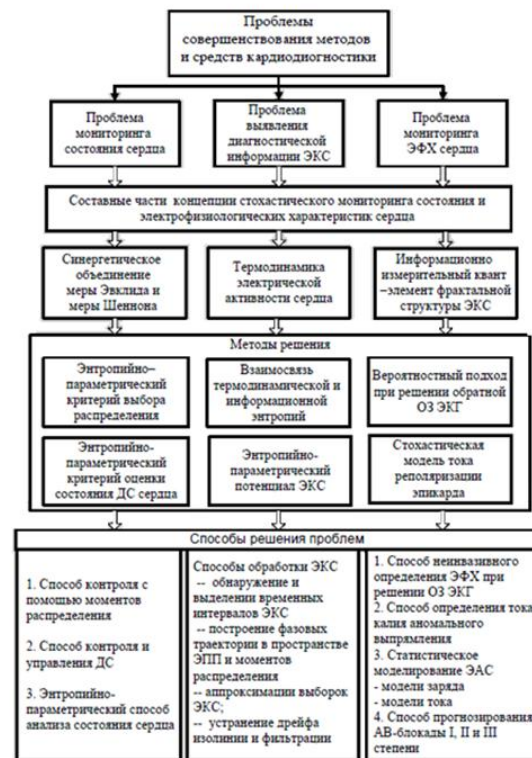 Проблемы
совершенствования методов
и средств кардиодиагностики
Проблема
мониторинга
состояния сердца
Проблема
выявления
диагностической
информации ЭКС
Проблема
мониторинга
ЭФХ сердца
Составные части концепции стохастического мониторинга состояния и
электрофизиологических характеристик сердца
Синергетическое
объединение
меры Эвклида и
меры Шеннона
Термодинамика
электрической
активности сердца
Информационно
измерительный квант
–элемент фрактальной
структуры ЭКС
Методы решения
Энтропийно–
параметрический
критерий выбора
распределения
Взаимосвязь
термодинамической и
информационной
энтропий
Вероятностный подход
при решении обратной
ОЗ ЭКГ
Энтропийно-
параметрический
критерий оценки
состояния ДС сердца
Энтропийно-
параметрический
потенциал ЭКС
Стохастическая
модель тока
реполяризации
эпикарда
Способы решения проблем
1. Способ контроля с
помощью моментов
распределения
2. Способ контроля и
управления ДС
3. Энтропийно-
параметрический способ
анализа состояния сердца
Способы обработки ЭКС
-- обнаружение и
выделении временных
интервалов ЭКС
-- построение фазовых
траектории в пространстве
ЭПП и моментов
распределения
-- аппроксимации выборок
ЭКС;
-- устранение дрейфа
изолинии и фильтрации
1. Способ неинвазивного
определения ЭФХ при
решении ОЗ ЭКГ
2. Способ определения тока
калия аномального
выпрямления
3. Статистическое
моделирование ЭАС
- модели заряда
- модели тока
4. Способ прогнозирования
АВ-блокады I, II и III
степени